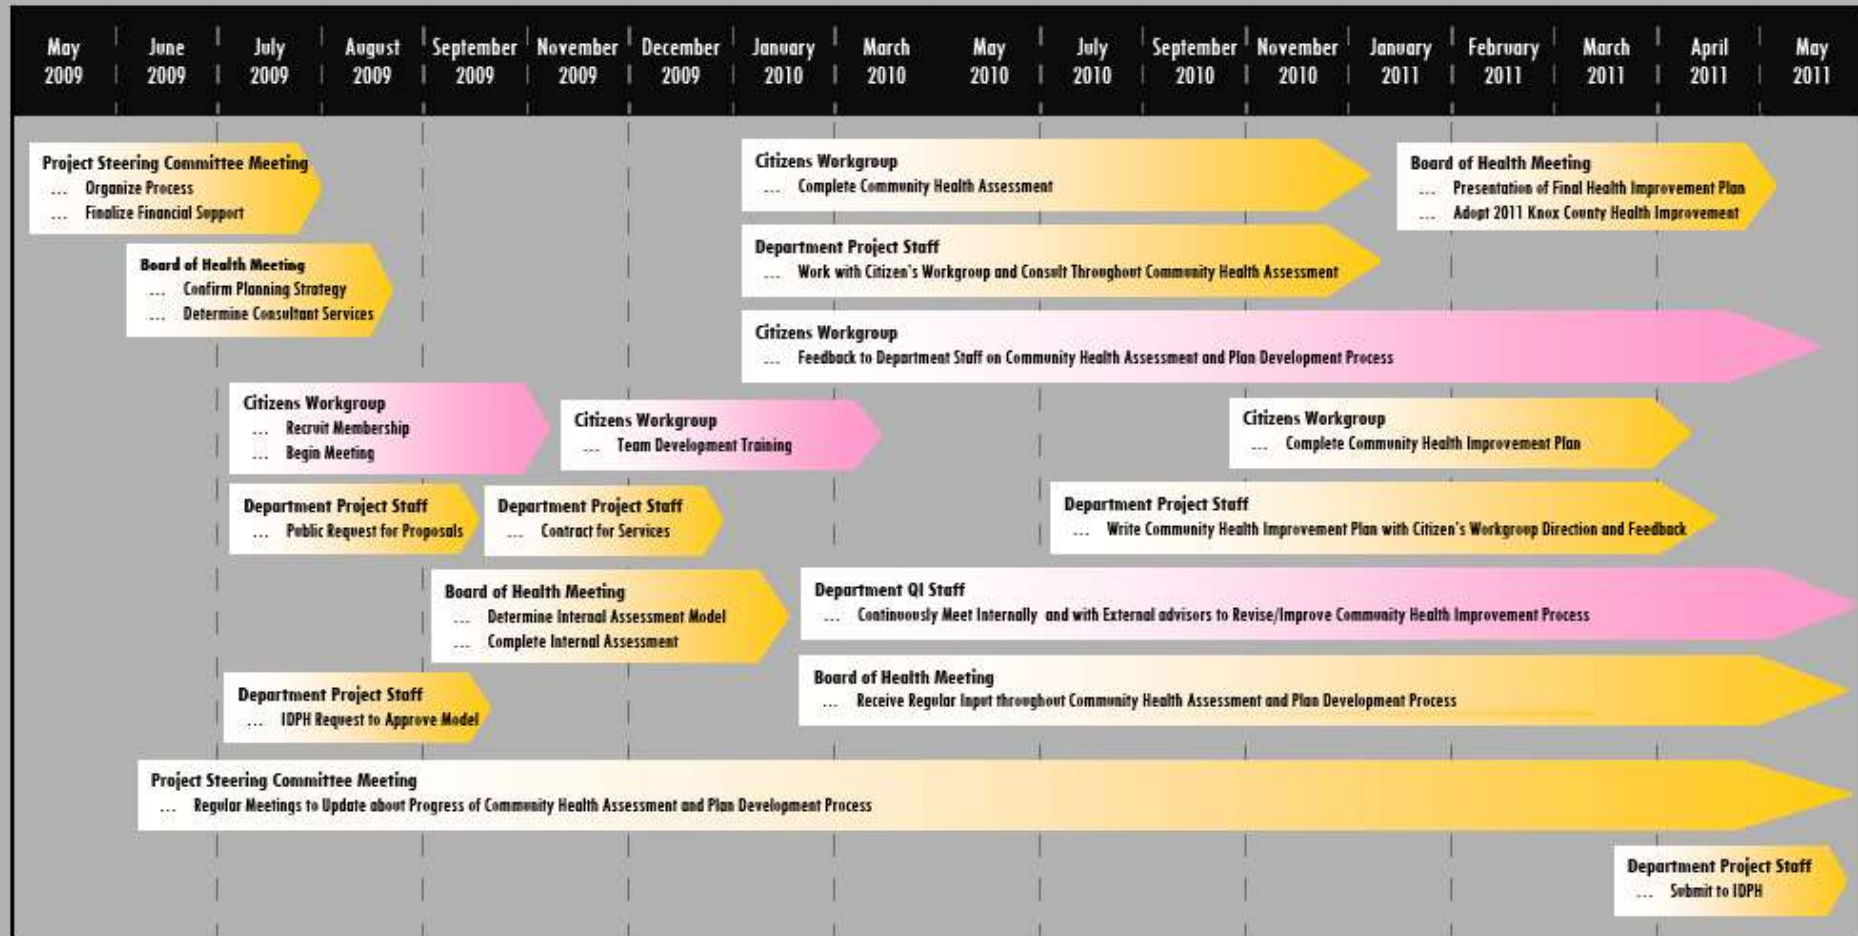 May June July August September November December January March May July September November January February March April May
2009 2009 2009 2009 2009 2009 2009 2010 2010 2010 2010 2010 2010 2011 2011 2011 2011 2011
Project Steering Committee Meeting
... Organize Process
... Finalize Financial Support
Citizens Workgroup
... Complete Community Health Assessment
Board of Health Meeting
... Presentation of Final Health Improvement Plan
... Adopt 2011 Knox County Health Improvement
Board of Health Meeting
... Confirm Planning Strategy
... Determine Consultant Services
Department Project Staff
... Work with Citizen's Workgroup and Consult Throughout Community Health Assessment
Citizens Workgroup
... Feedback to Department Staff on Community Health Assessment and Plan Development Process
Citizens Workgroup
... Recruit Membership
... Begin Meeting
Citizens Workgroup
... Team Development Training
Citizens Workgroup
... Complete Community Health Improvement Plan
Department Project Staff
... Public Request for Proposals
Department Project Staff
... Contract for Services
Department Project Staff
... Write Community Health Improvement Plan with Citizen's Workgroup Direction and Feedback
Board of Health Meeting
... Determine Internal Assessment Model
... Complete Internal Assessment
Department QI Staff
... Continuously Meet Internally and with External advisors to Revise/Improve Community Health Improvement Process
Department Project Staff
... IDPH Request to Approve Model
Board of Health Meeting
... Receive Regular Input throughout Community Health Assessment and Plan Development Process
Project Steering Committee Meeting
... Regular Meetings to Update about Progress of Community Health Assessment and Plan Development Process
Department Project Staff
... Submit to IDPH